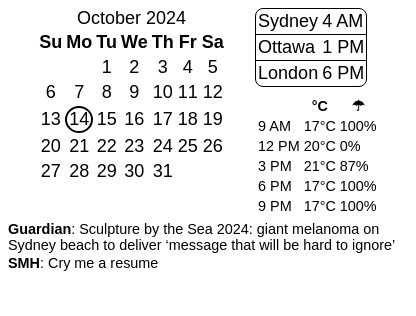 October 2024
Su Mo Tu We Th Fr Sa
1 2 3 4 5
6 7 8 9 10 11 12
13 14 15 16 17 18 19
20 21 22 23 24 25 26
27 28 29 30 31
Sydney 4 AM
Ottawa 1 PM
London 6 PM
°C ☂
9 AM 17°C 100%
12 PM 20°C 0%
3 PM 21°C 87%
6 PM 17°C 100%
9 PM 17°C 100%
Guardian: Sculpture by the Sea 2024: giant melanoma on
Sydney beach to deliver ‘message that will be hard to ignore’
SMH: Cry me a resume